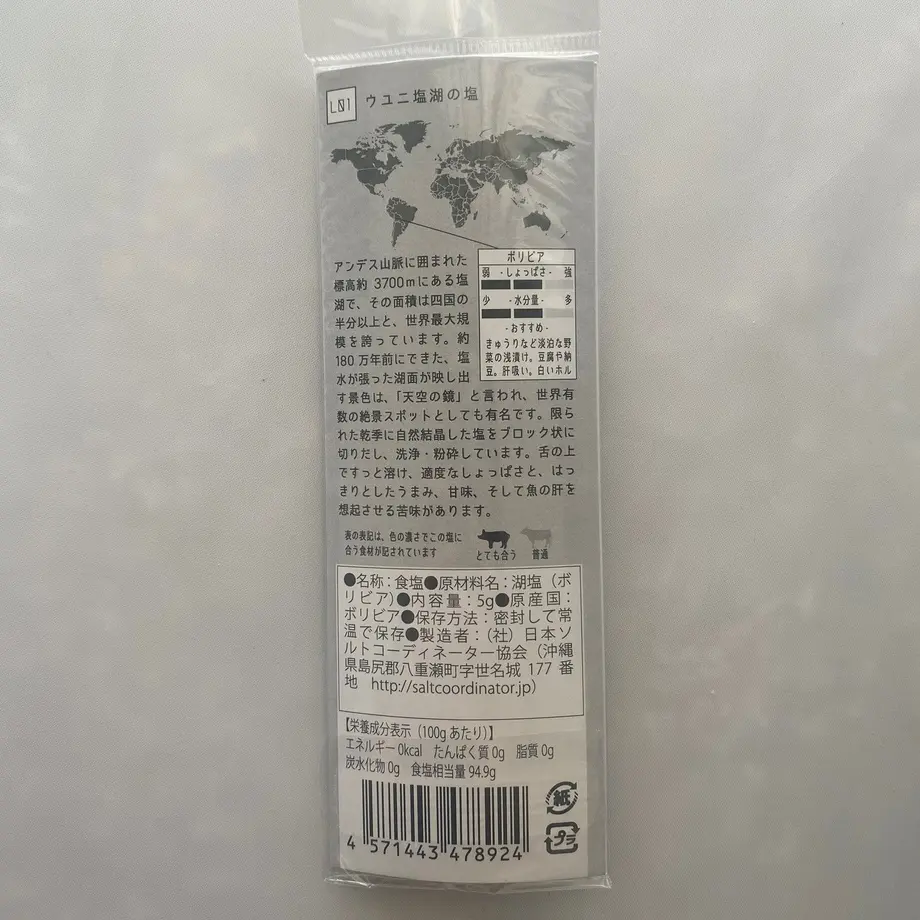 L01 ウユニ塩湖の塩
ボリビア
弱 -しょっぱさ- 強
少 -水分量- 多
-おすすめ-
きゅうりなど淡泊な野
菜の浅漬け。豆腐や納
豆。肝吸い。白いホル
アンデス山脈に囲まれた
標高約 3700mにある塩
湖で、その面積は四国の
半分以上と、世界最大規
模を誇っています。約
180 万年前にできた、塩
水が張った湖面が映し出
す景色は、「天空の鏡」と言われ、世界有
数の絶景スポットとしても有名です。限ら
れた乾季に自然結晶した塩をブロック状に
切りだし、洗浄・粉砕しています。舌の上
ですっと溶け、適度なしょっぱさと、はっ
きりとしたうまみ、甘味、そして魚の肝を
想起させる苦味があります。
表の表記は、色の濃さでこの塩に
合う食材が記されています
とても合う 普通
●名称：食塩●原材料名：湖塩（ボ
リビア）●内容量：5g●原産国：
ボリビア●保存方法：密封して常
温で保存●製造者：（社）日本ソ
ルトコーディネーター協会（沖縄
県島尻郡八重瀬町字世名城 177 番
地 http://saltcoordinator.jp）
【栄養成分表示（100g あたり）】
エネルギー 0kcal たんぱく質 0g 脂質 0g
炭水化物 0g 食塩相当量 94.9g
紙
プラ
4 571443 478924